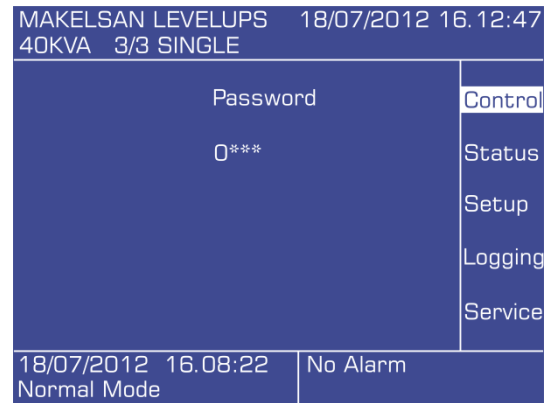 MAKELSAN LEVELUPS 18/07/2012 16.12:47
40KVA 3/3 SINGLE
Password
0***
Control
Status
Setup
Logging
Service
18/07/2012 16.08:22 No Alarm
Normal Mode